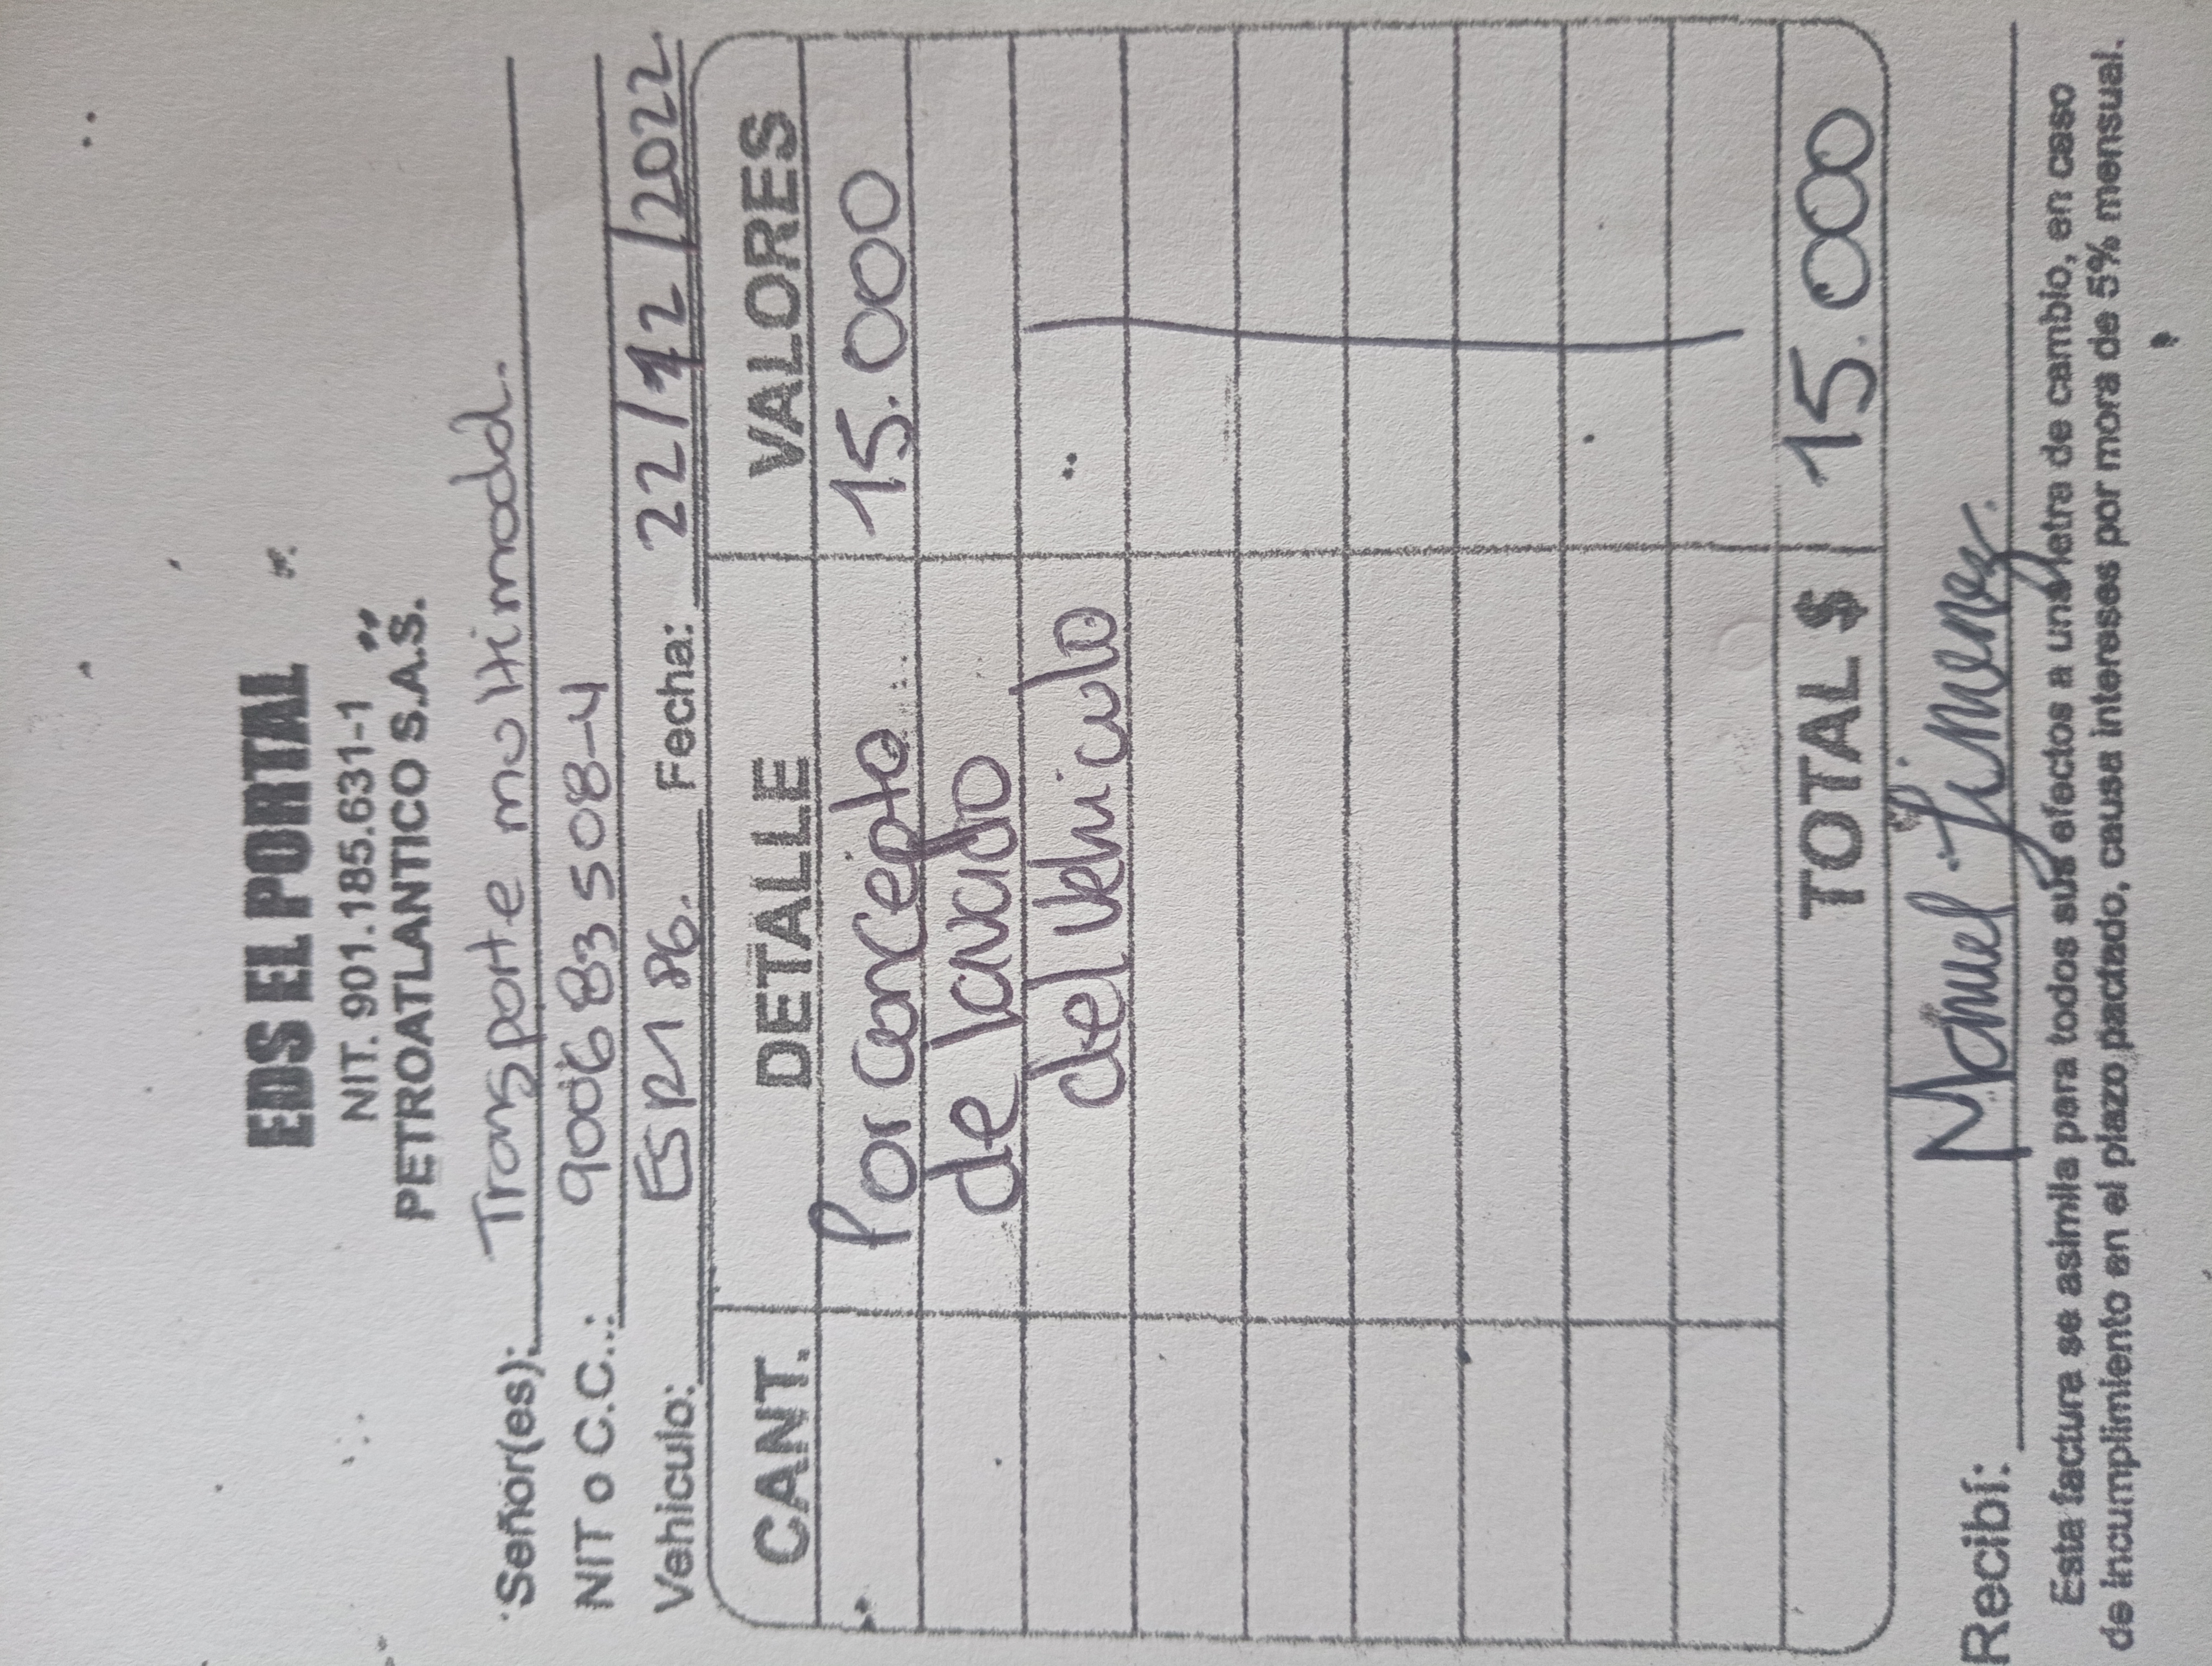 EDS EL PORTAL
NIT. 901.185.631-1
PETROATLANTICO S.A.S.
Señor(es): Transporte multimodal.
NIT o C.C.: 900683508-4
Vehiculo: ESR186. Fecha: 22/12/2022
CANT. DETALLE VALORES
Por concepto 15.000
de lavado
del Vehiculo
TOTAL $ 15.000
Recibí: Manuel Jimenez.
Esta factura se asimila para todos sus efectos a una letra de cambio, en caso
de incumplimiento en el plazo pactado, causa intereses por mora de 5% mensual.